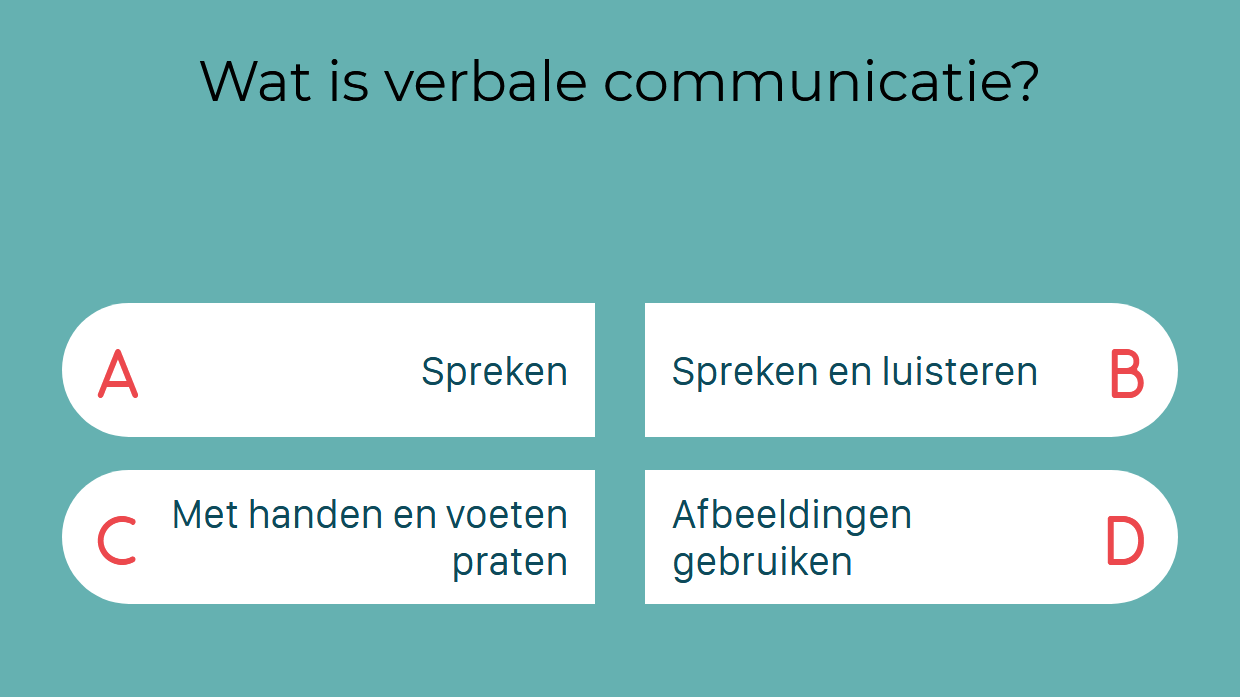 Wat is verbale communicatie?
A
Spreken
Spreken en luisteren
B
C
Met handen en voeten
praten
Afbeeldingen
gebruiken
D